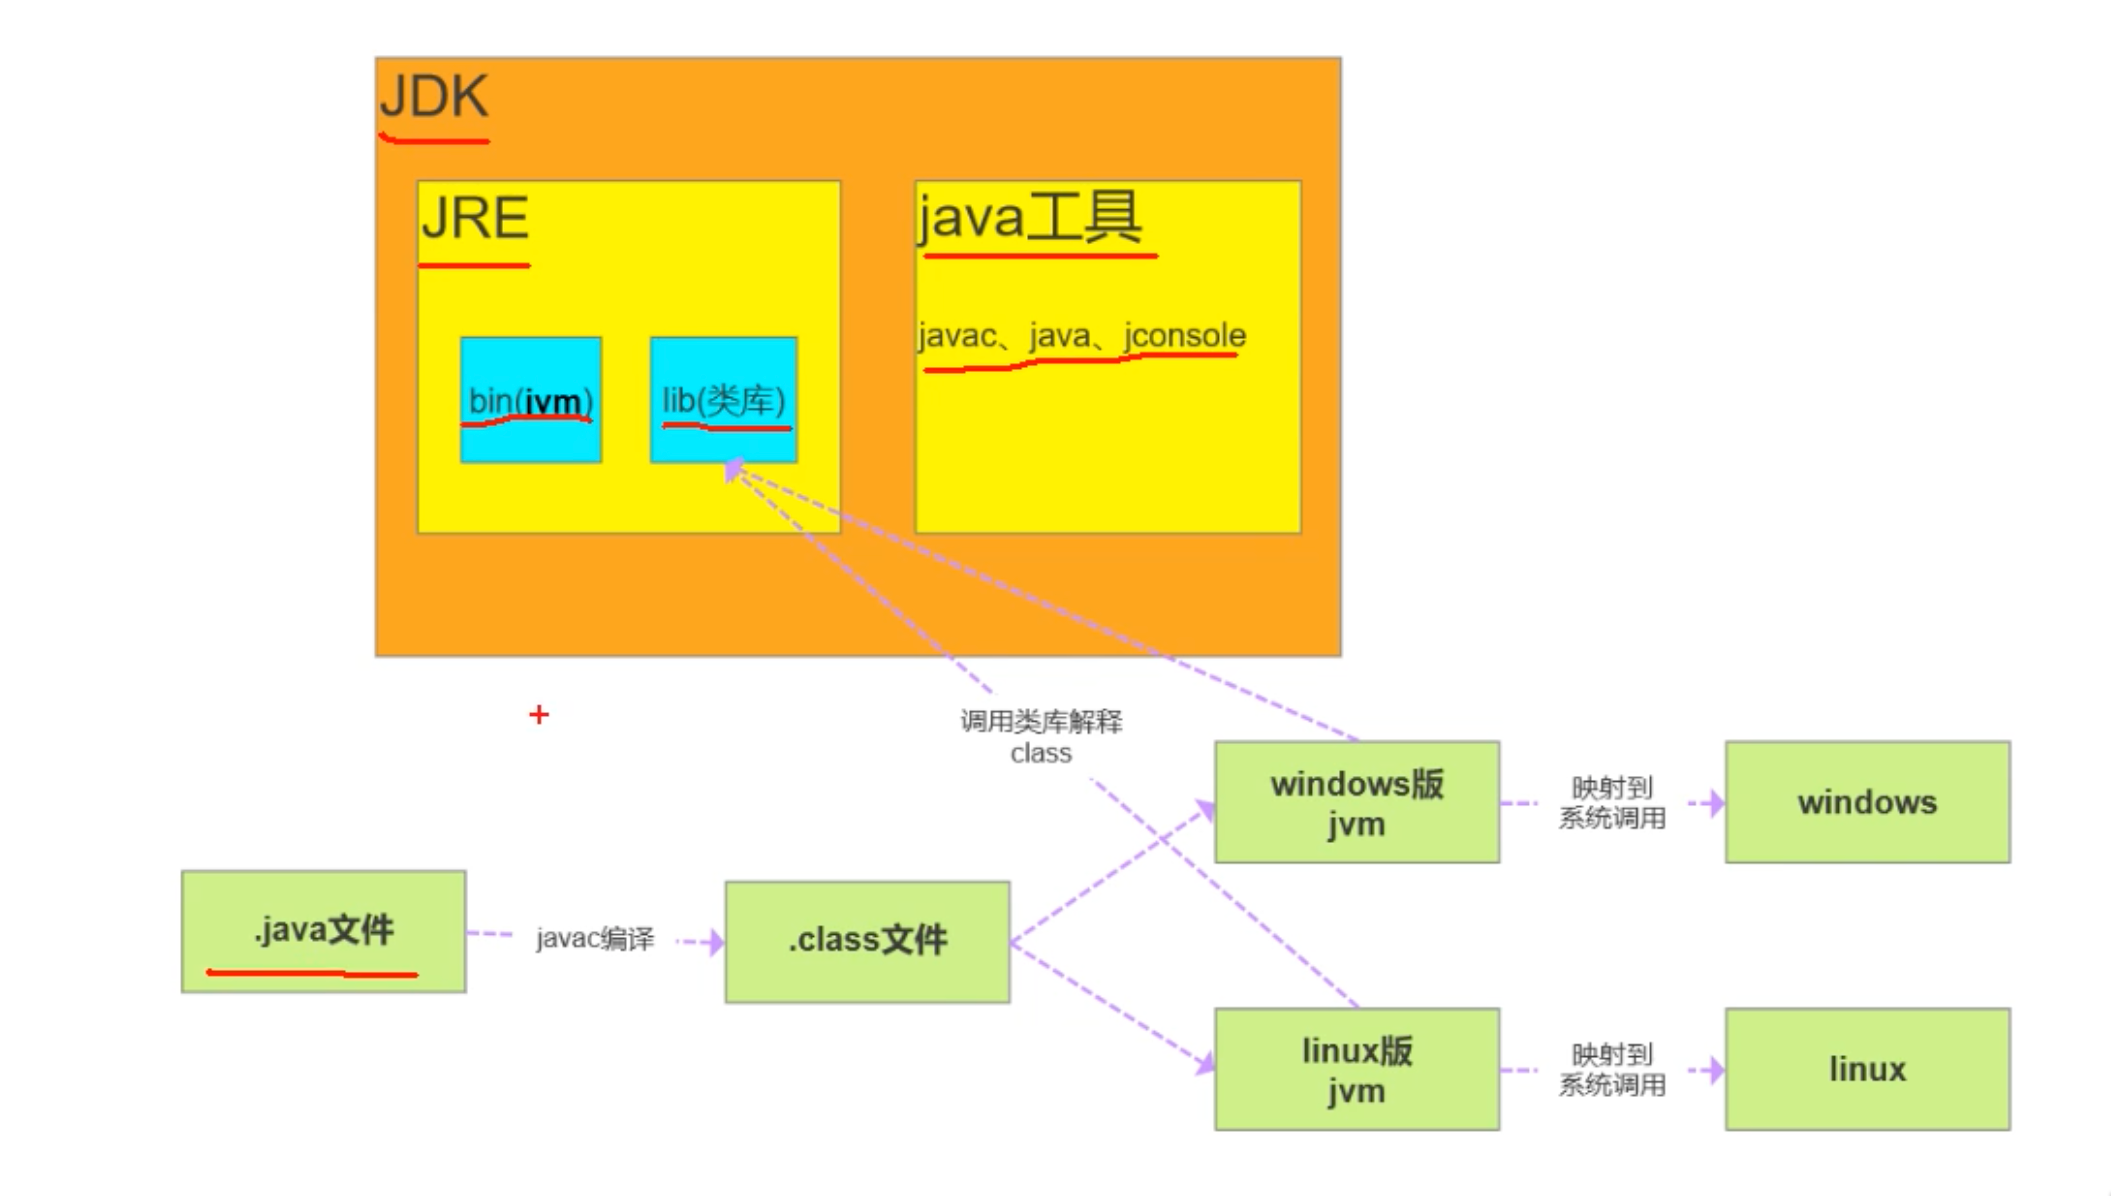 JDK
JRE
java工具
javac、java、jconsole
bin(jvm)
lib(类库)
调用类库解释
class
windows版
jvm
映射到
系统调用
windows
.java文件
javac编译
.class文件
linux版
jvm
映射到
系统调用
linux